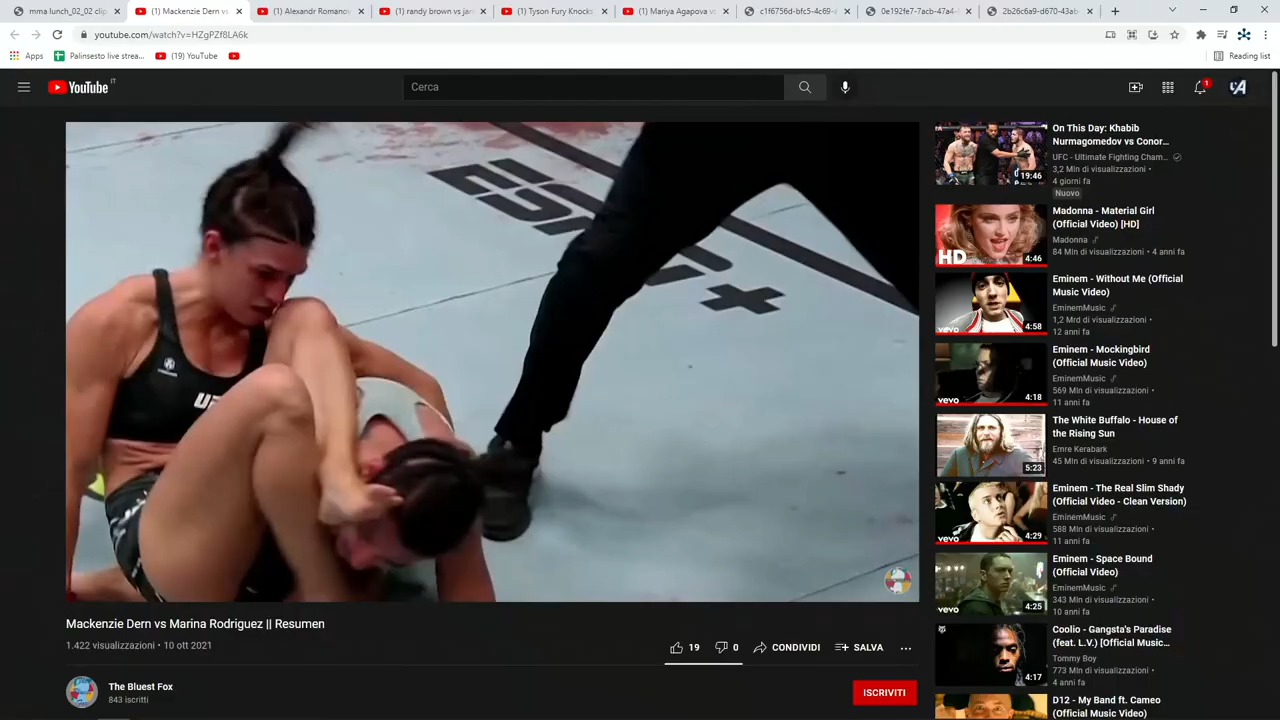 mma lunch_02_02 clip
(1) Mackenzie Dern vs
(1) Alexandr Romanov
(1) randy brown vs jare
(1) Tyson Fury knocks
(1) Mariya Agapova vs
c1f6756d-bfc5-4c69-a
0e192fe7-7acb-47a4-
2b26c6a9-d670-43ab-
youtube.com/watch?v=HZgPZf8LA6k
Apps
Palinsesto live strea...
(19) YouTube
Reading list
YouTube IT
Cerca
1
ESPN+
UFC
Mackenzie Dern vs Marina Rodriguez || Resumen
1.422 visualizzazioni • 10 ott 2021
19
0
CONDIVIDI
SALVA
The Bluest Fox
843 iscritti
ISCRIVITI
19:46
On This Day: Khabib
Nurmagomedov vs Conor...
UFC - Ultimate Fighting Cham...
3,2 Mln di visualizzazioni •
4 giorni fa
Nuovo
HD
4:46
Madonna - Material Girl
(Official Video) [HD]
Madonna
84 Mln di visualizzazioni • 4 anni fa
vevo
4:58
Eminem - Without Me (Official
Music Video)
EminemMusic
1,2 Mrd di visualizzazioni •
12 anni fa
vevo
4:18
Eminem - Mockingbird
(Official Music Video)
EminemMusic
569 Mln di visualizzazioni •
11 anni fa
5:23
The White Buffalo - House of
the Rising Sun
Emre Kerabark
45 Mln di visualizzazioni • 9 anni fa
vevo
4:29
Eminem - The Real Slim Shady
(Official Video - Clean Version)
EminemMusic
588 Mln di visualizzazioni •
11 anni fa
vevo
4:25
Eminem - Space Bound
(Official Video)
EminemMusic
343 Mln di visualizzazioni •
10 anni fa
4:17
Coolio - Gangsta's Paradise
(feat. L.V.) [Official Music...
Tommy Boy
773 Mln di visualizzazioni •
4 anni fa
D12 - My Band ft. Cameo
(Official Music Video)